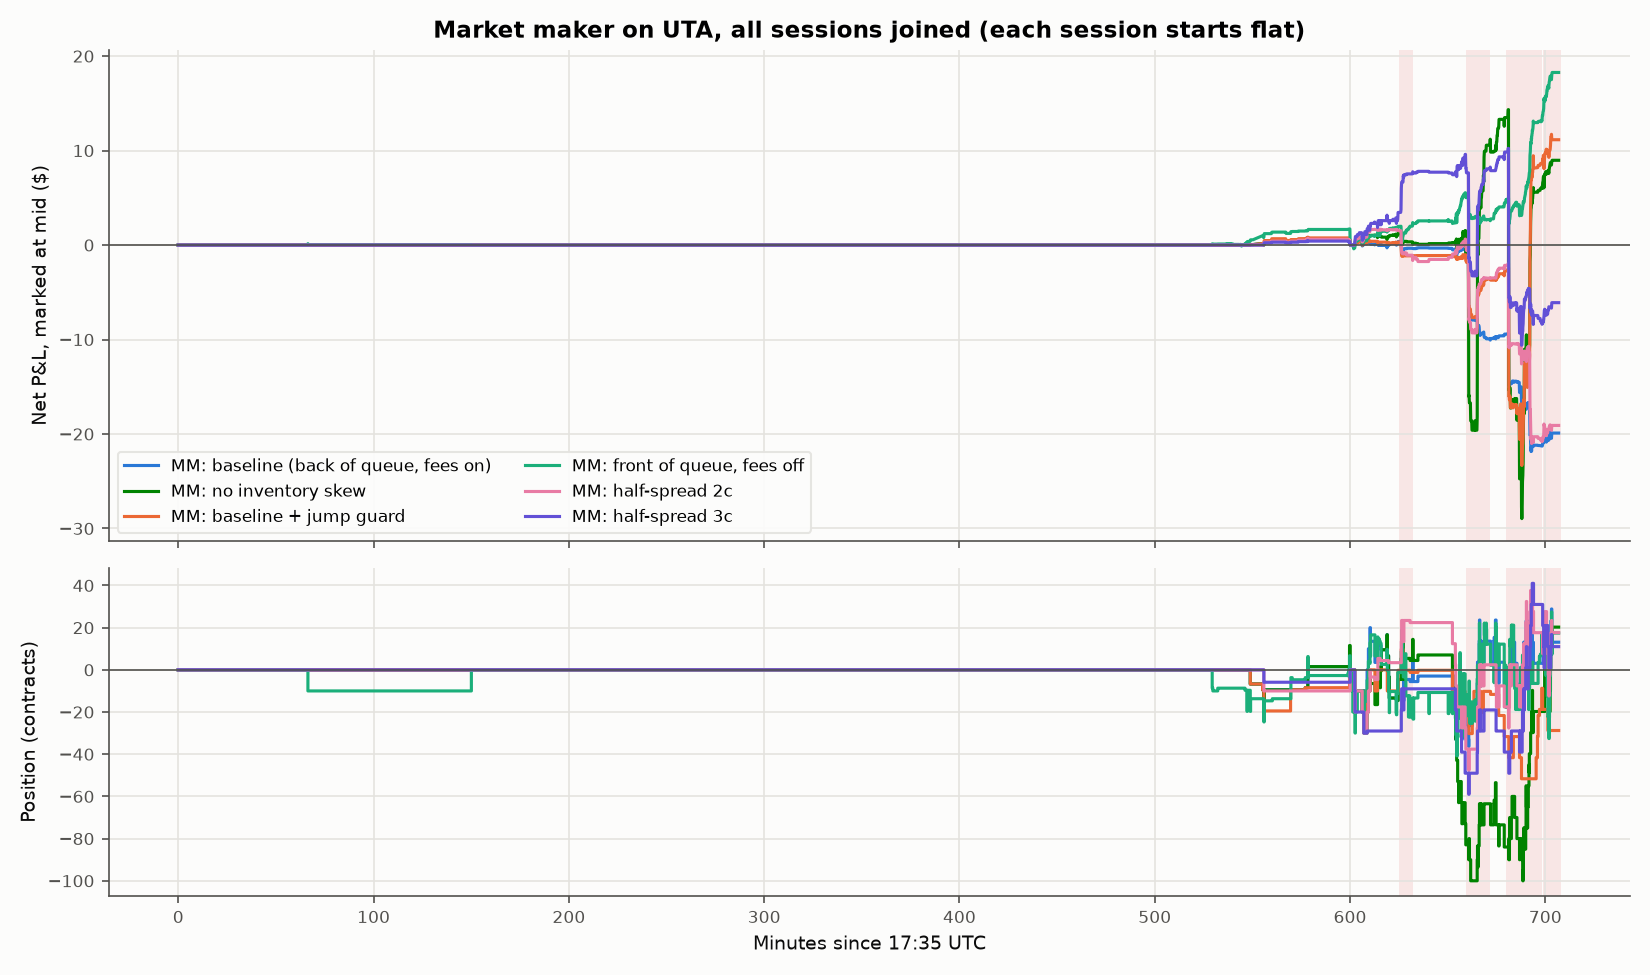 Market maker on UTA, all sessions joined (each session starts flat)
Net P&L, marked at mid ($)
20
10
0
−10
−20
−30
MM: baseline (back of queue, fees on)
MM: no inventory skew
MM: baseline + jump guard
MM: front of queue, fees off
MM: half-spread 2c
MM: half-spread 3c
Position (contracts)
40
20
0
−20
−40
−60
−80
−100
0 100 200 300 400 500 600 700
Minutes since 17:35 UTC